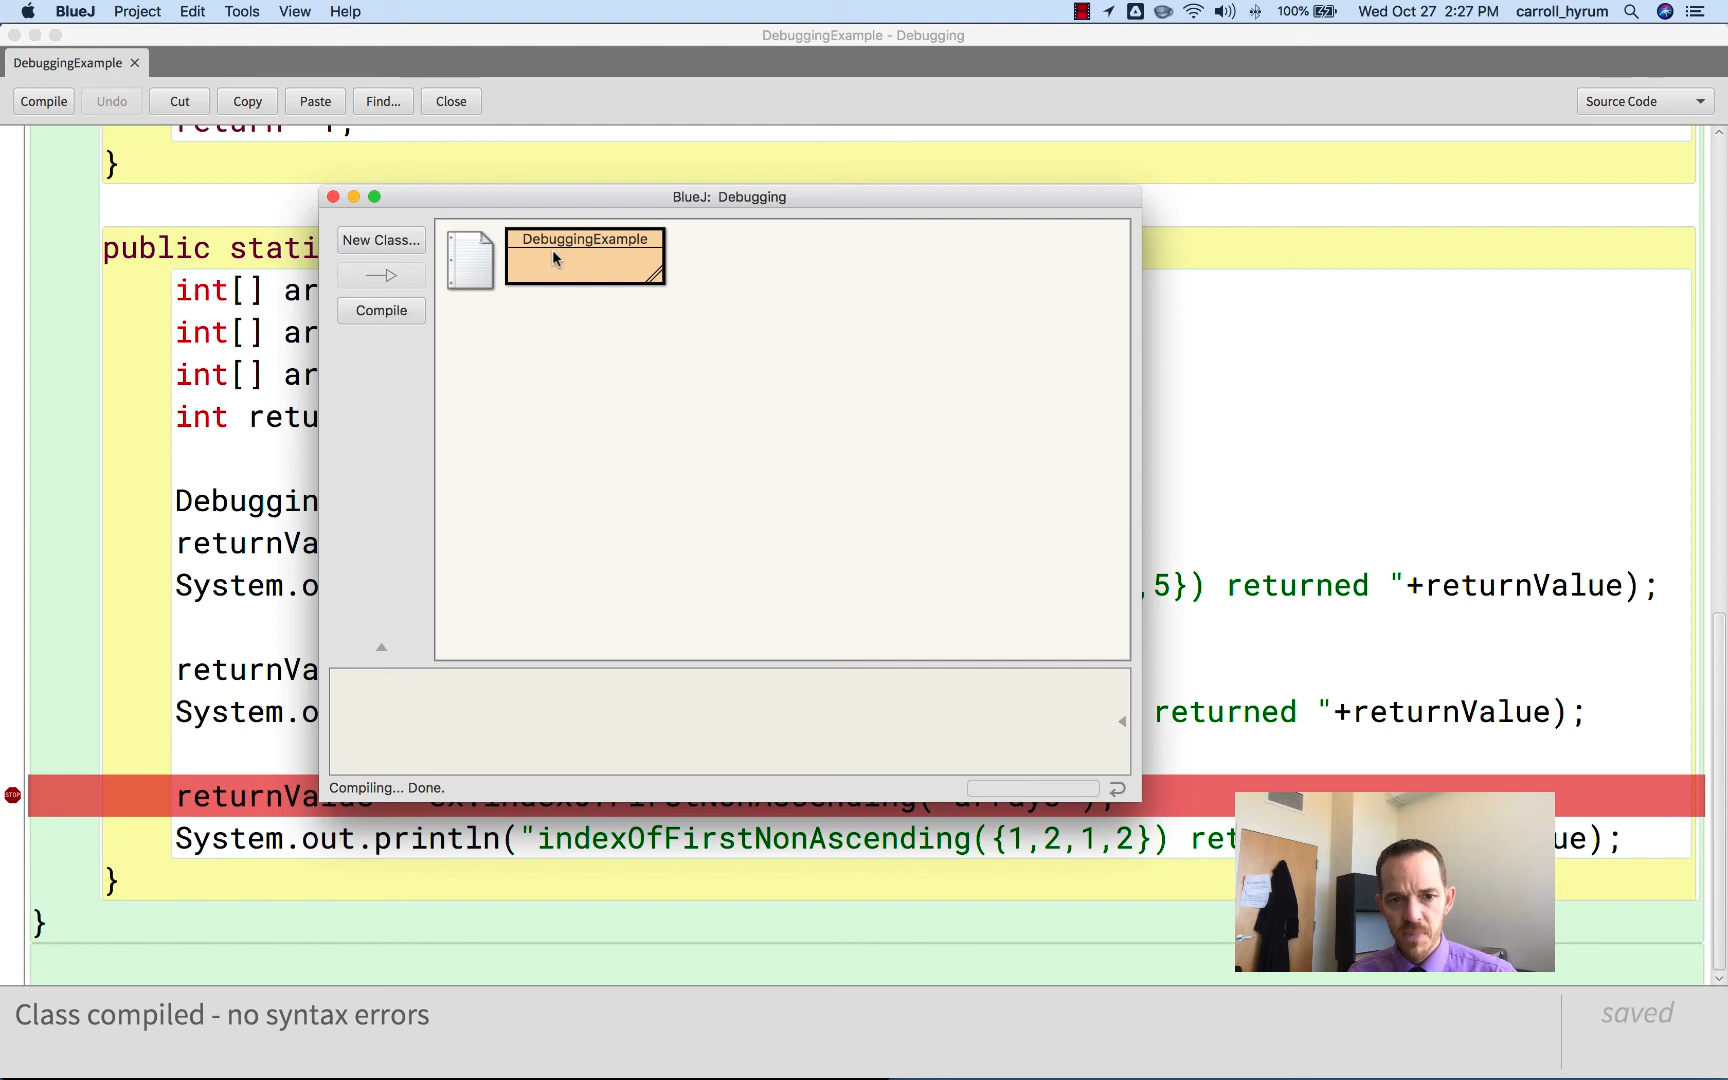 BlueJ Project Edit Tools View Help 100% Wed Oct 27 2:27 PM carroll_hyrum
DebuggingExample - Debugging
DebuggingExample
Compile Undo Cut Copy Paste Find... Close Source Code
}
BlueJ: Debugging
New Class...
DebuggingExample
Compile
public stati
int[] ar
int[] ar
int[] ar
int retu
Debuggin
returnVa
System.o ,5}) returned "+returnValue);
returnVa
System.o returned "+returnValue);
Compiling... Done.
STOP
returnVa
System.out.println("indexOfFirstNonAscending({1,2,1,2}) ret ue);
}
}
Class compiled - no syntax errors
saved